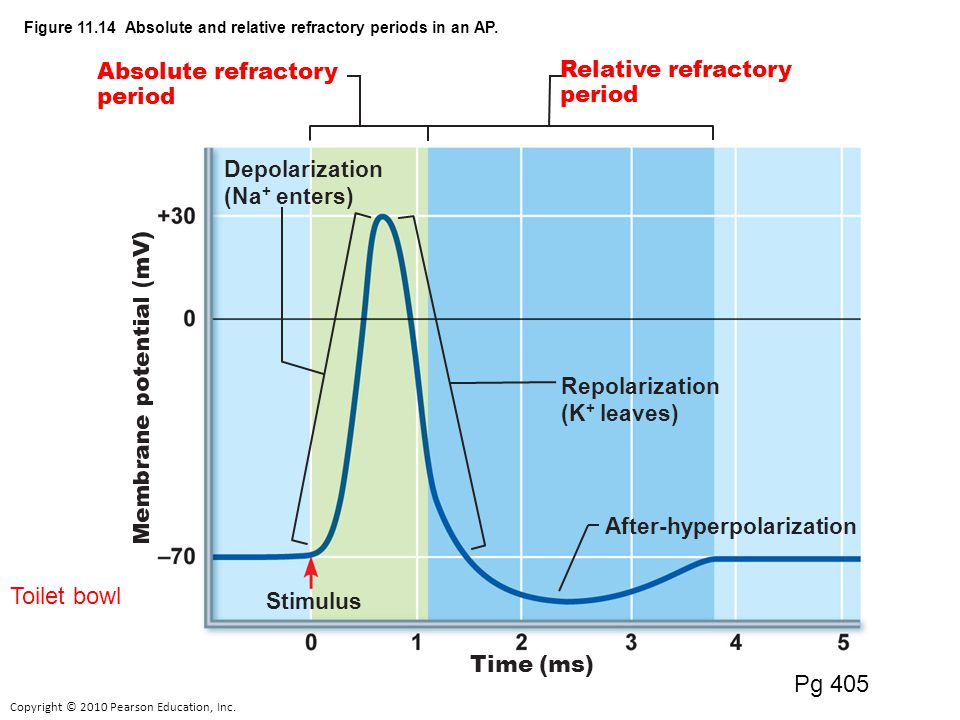 Figure 11.14 Absolute and relative refractory periods in an AP.
Absolute refractory
period
Relative refractory
period
Depolarization
(Na+ enters)
+30
0
–70
Membrane potential (mV)
Repolarization
(K+ leaves)
After-hyperpolarization
Toilet bowl
Stimulus
0 1 2 3 4 5
Time (ms)
Pg 405
Copyright © 2010 Pearson Education, Inc.